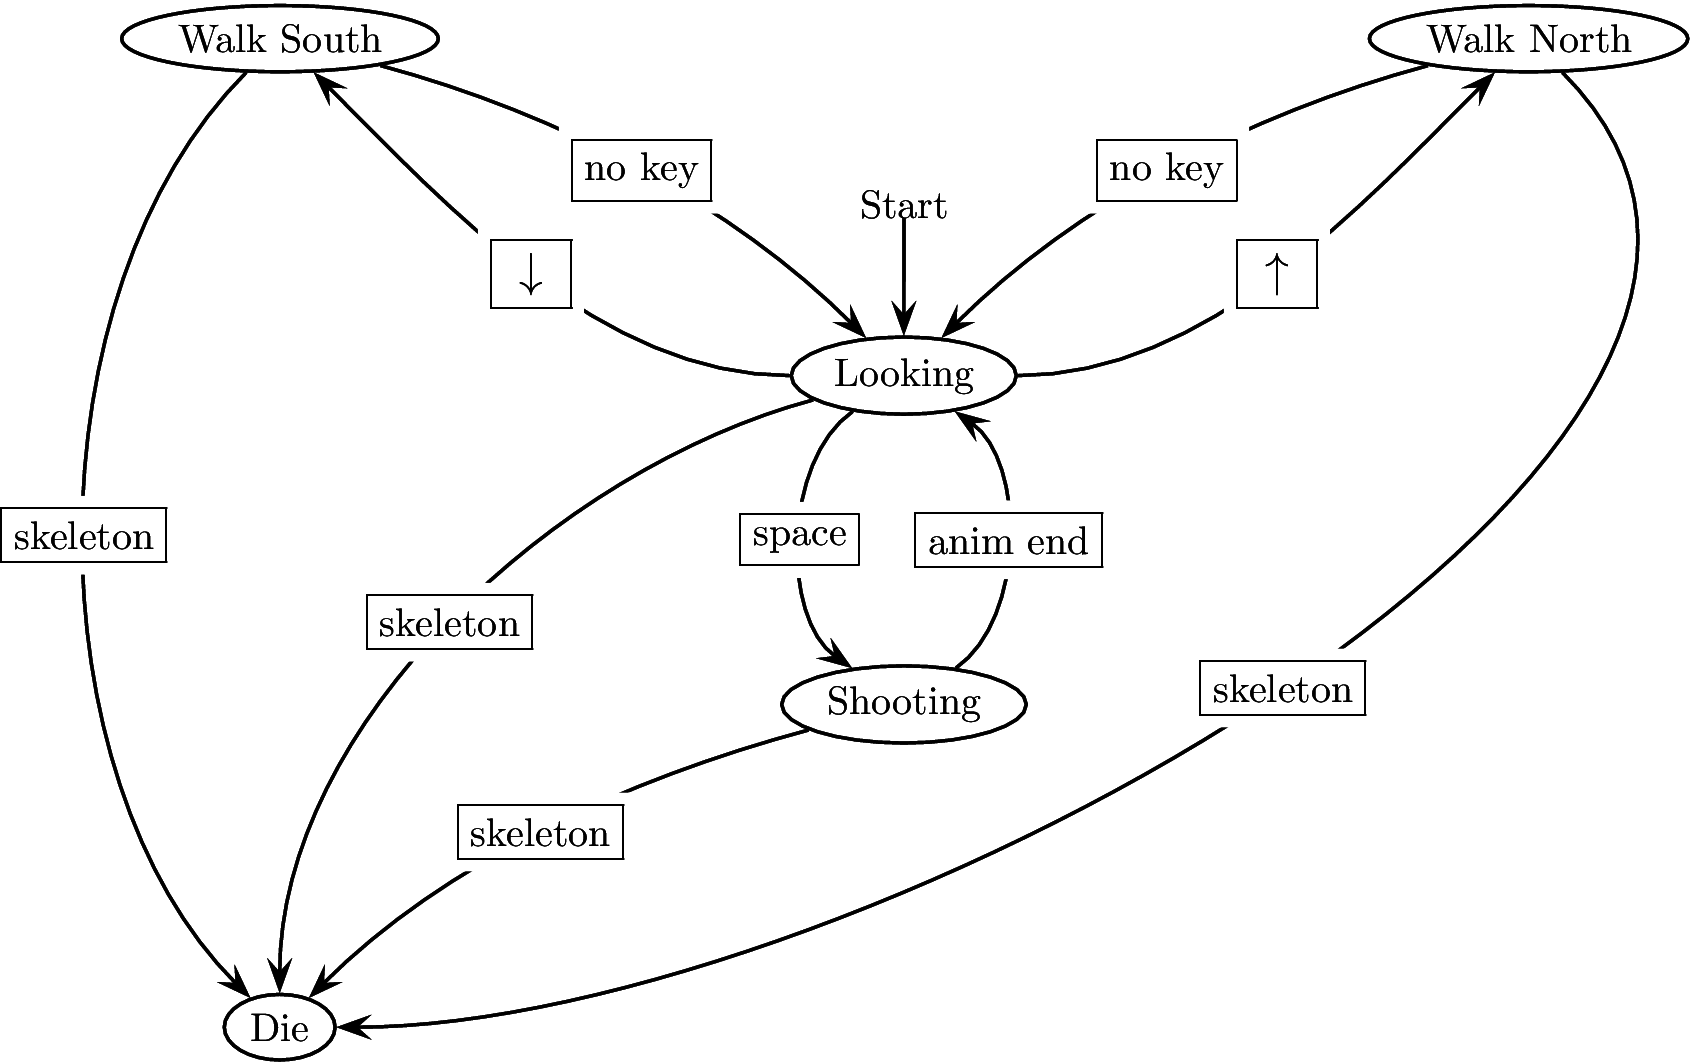 Walk South
Walk North
no key
no key
Start
↓
↑
Looking
skeleton
space
anim end
skeleton
skeleton
Shooting
skeleton
Die